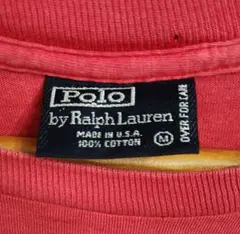 Polo
by Ralph Lauren
MADE IN U.S.A.
100% COTTON
M
OVER FOR CARE